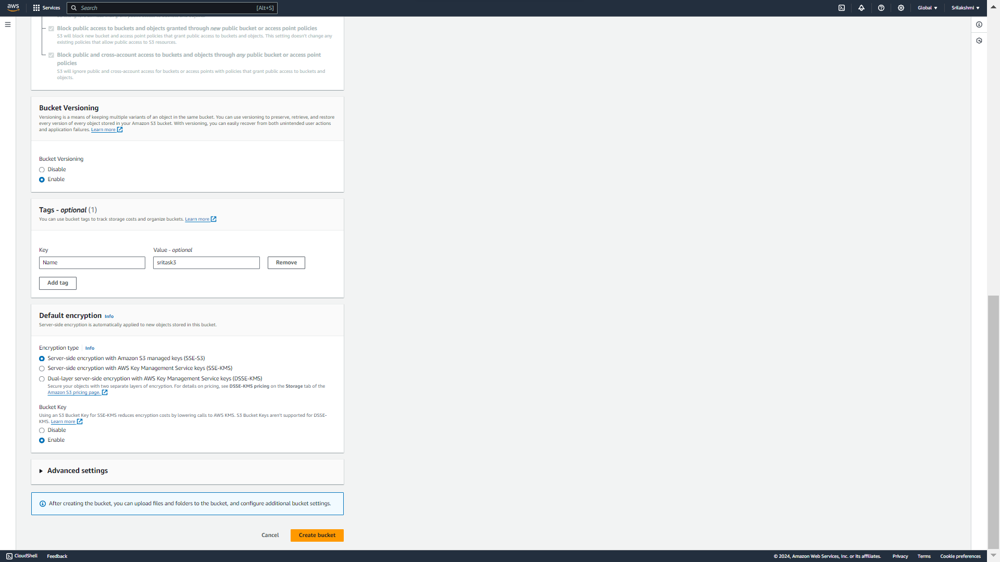 aws
Services
Search
[Alt+S]
Global
Srilakshmi
Block public access to buckets and objects granted through new public bucket or access point policies
S3 will block new bucket and access point policies that grant public access to buckets and objects. This setting doesn't change any
existing policies that allow public access to S3 resources.
Block public and cross-account access to buckets and objects through any public bucket or access point
policies
S3 will ignore public and cross-account access for buckets or access points with policies that grant public access to buckets and
objects.
Bucket Versioning
Versioning is a means of keeping multiple variants of an object in the same bucket. You can use versioning to preserve, retrieve, and restore
every version of every object stored in your Amazon S3 bucket. With versioning, you can easily recover from both unintended user actions
and application failures. Learn more
Bucket Versioning
Disable
Enable
Tags - optional (1)
You can use bucket tags to track storage costs and organize buckets. Learn more
Key
Value - optional
Name
sritask3
Remove
Add tag
Default encryption Info
Server-side encryption is automatically applied to new objects stored in this bucket.
Encryption type Info
Server-side encryption with Amazon S3 managed keys (SSE-S3)
Server-side encryption with AWS Key Management Service keys (SSE-KMS)
Dual-layer server-side encryption with AWS Key Management Service keys (DSSE-KMS)
Secure your objects with two separate layers of encryption. For details on pricing, see DSSE-KMS pricing on the Storage tab of the
Amazon S3 pricing page.
Bucket Key
Using an S3 Bucket Key for SSE-KMS reduces encryption costs by lowering calls to AWS KMS. S3 Bucket Keys aren't supported for DSSE-
KMS. Learn more
Disable
Enable
Advanced settings
After creating the bucket, you can upload files and folders to the bucket, and configure additional bucket settings.
Cancel
Create bucket
CloudShell
Feedback
© 2024, Amazon Web Services, Inc. or its affiliates.
Privacy
Terms
Cookie preferences